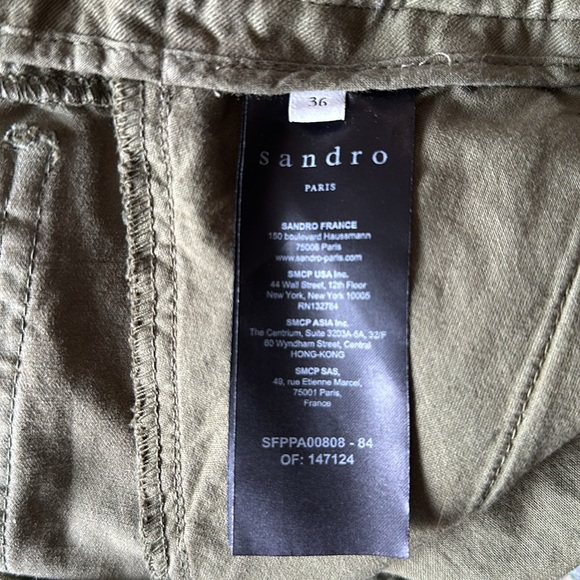 36
sandro
PARIS
SANDRO FRANCE
150 boulevard Haussmann
75008 Paris
www.sandro-paris.com
SMCP USA Inc.
44 Wall Street, 12th Floor
New York, New York 10005
RN132784
SMCP ASIA Inc.
The Centrium, Suite 3203A-5A, 32/F
60 Wyndham Street, Central
HONG-KONG
SMCP SAS,
49, rue Etienne Marcel,
75001 Paris,
France
SFPPA00808 - 84
OF: 147124